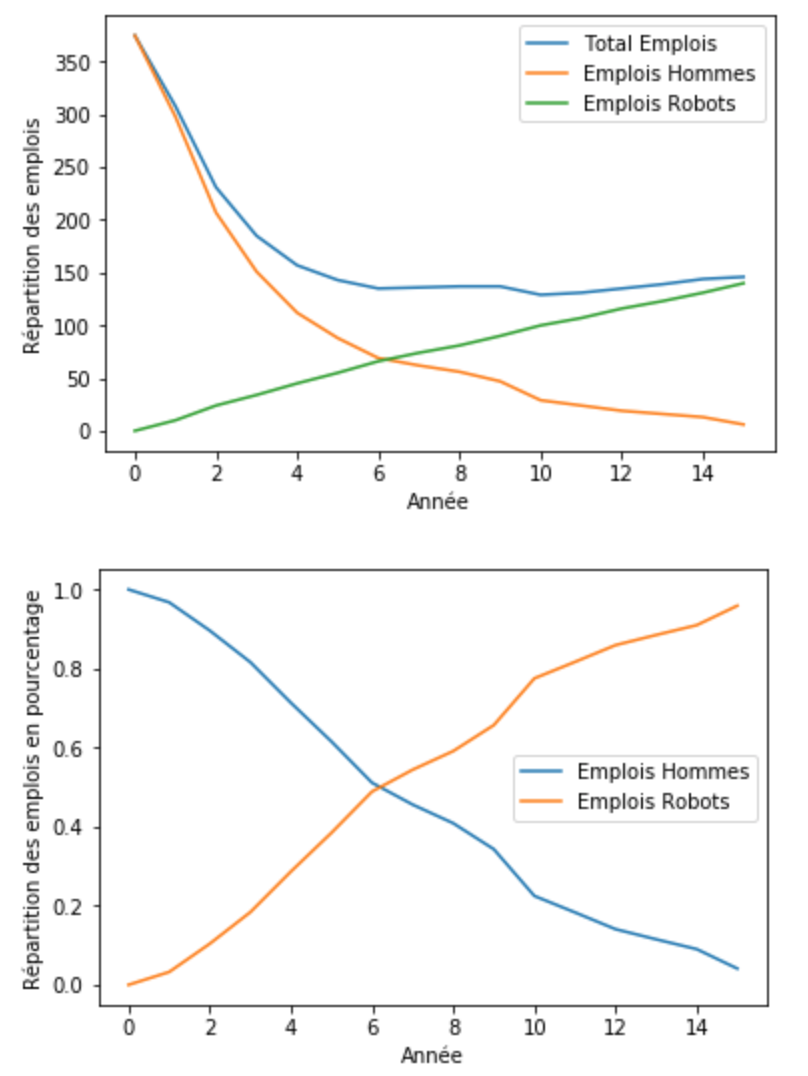 Total Emplois
Emplois Hommes
Emplois Robots
Répartition des emplois
350
300
250
200
150
100
50
0
0 2 4 6 8 10 12 14
Année
Répartition des emplois en pourcentage
1.0
0.8
0.6
0.4
0.2
0.0
Emplois Hommes
Emplois Robots
0 2 4 6 8 10 12 14
Année